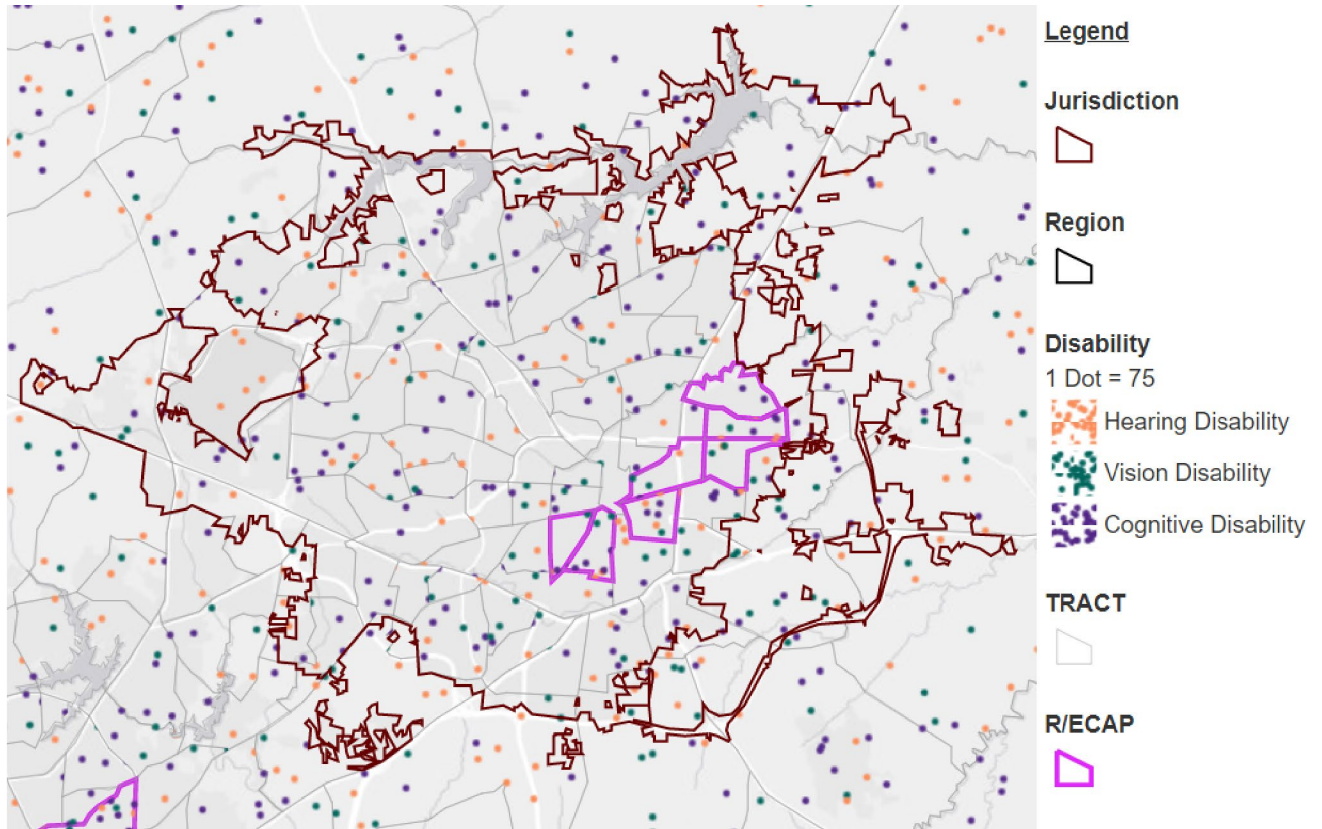 Legend
Jurisdiction
Region
Disability
1 Dot = 75
Hearing Disability
Vision Disability
Cognitive Disability
TRACT
R/ECAP